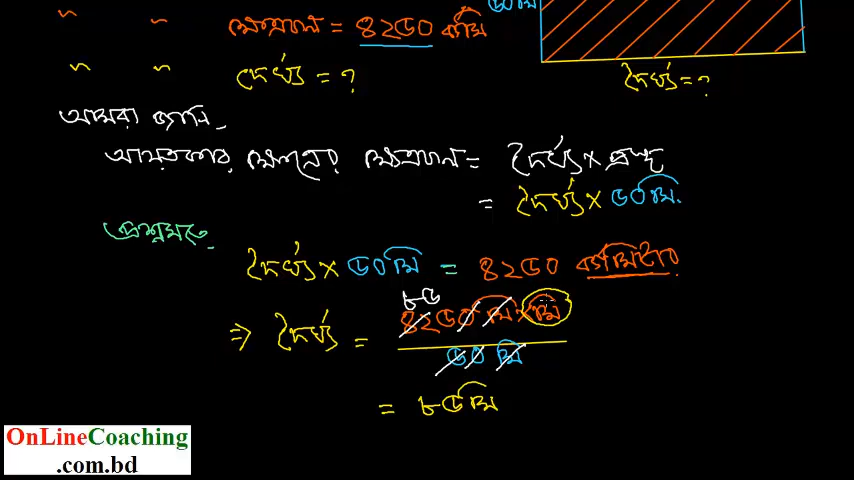 ৫০মি
" " ক্ষেত্রফল = ৪২৫০ বর্গমি
" " দৈর্ঘ্য = ?
দৈর্ঘ্য = ?
আমরা জানি,
আয়তাকার ক্ষেত্রের ক্ষেত্রফল = দৈর্ঘ্য × প্রস্থ
= দৈর্ঘ্য × ৫০মি.
প্রশ্নমতে,
দৈর্ঘ্য × ৫০মি = ৪২৫০ বর্গমিটার
৮৫
⇒ দৈর্ঘ্য = ৪২৫০ মি × মি
৫০ মি
= ৮৫মি
OnLineCoaching
.com.bd